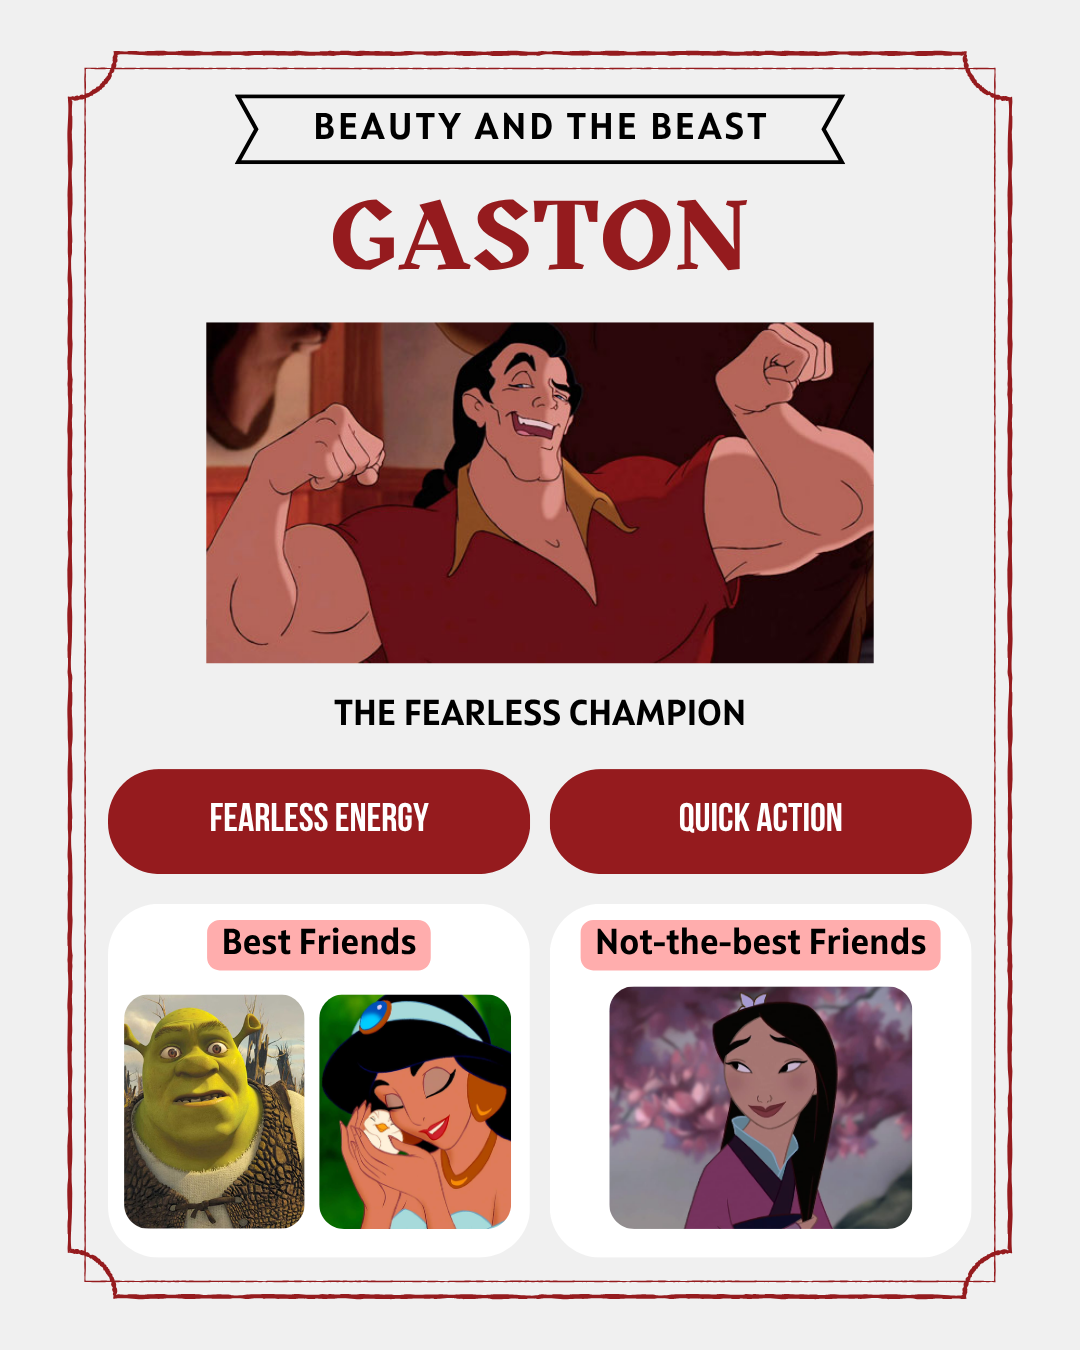 BEAUTY AND THE BEAST
GASTON
THE FEARLESS CHAMPION
FEARLESS ENERGY
QUICK ACTION
Best Friends
Not-the-best Friends